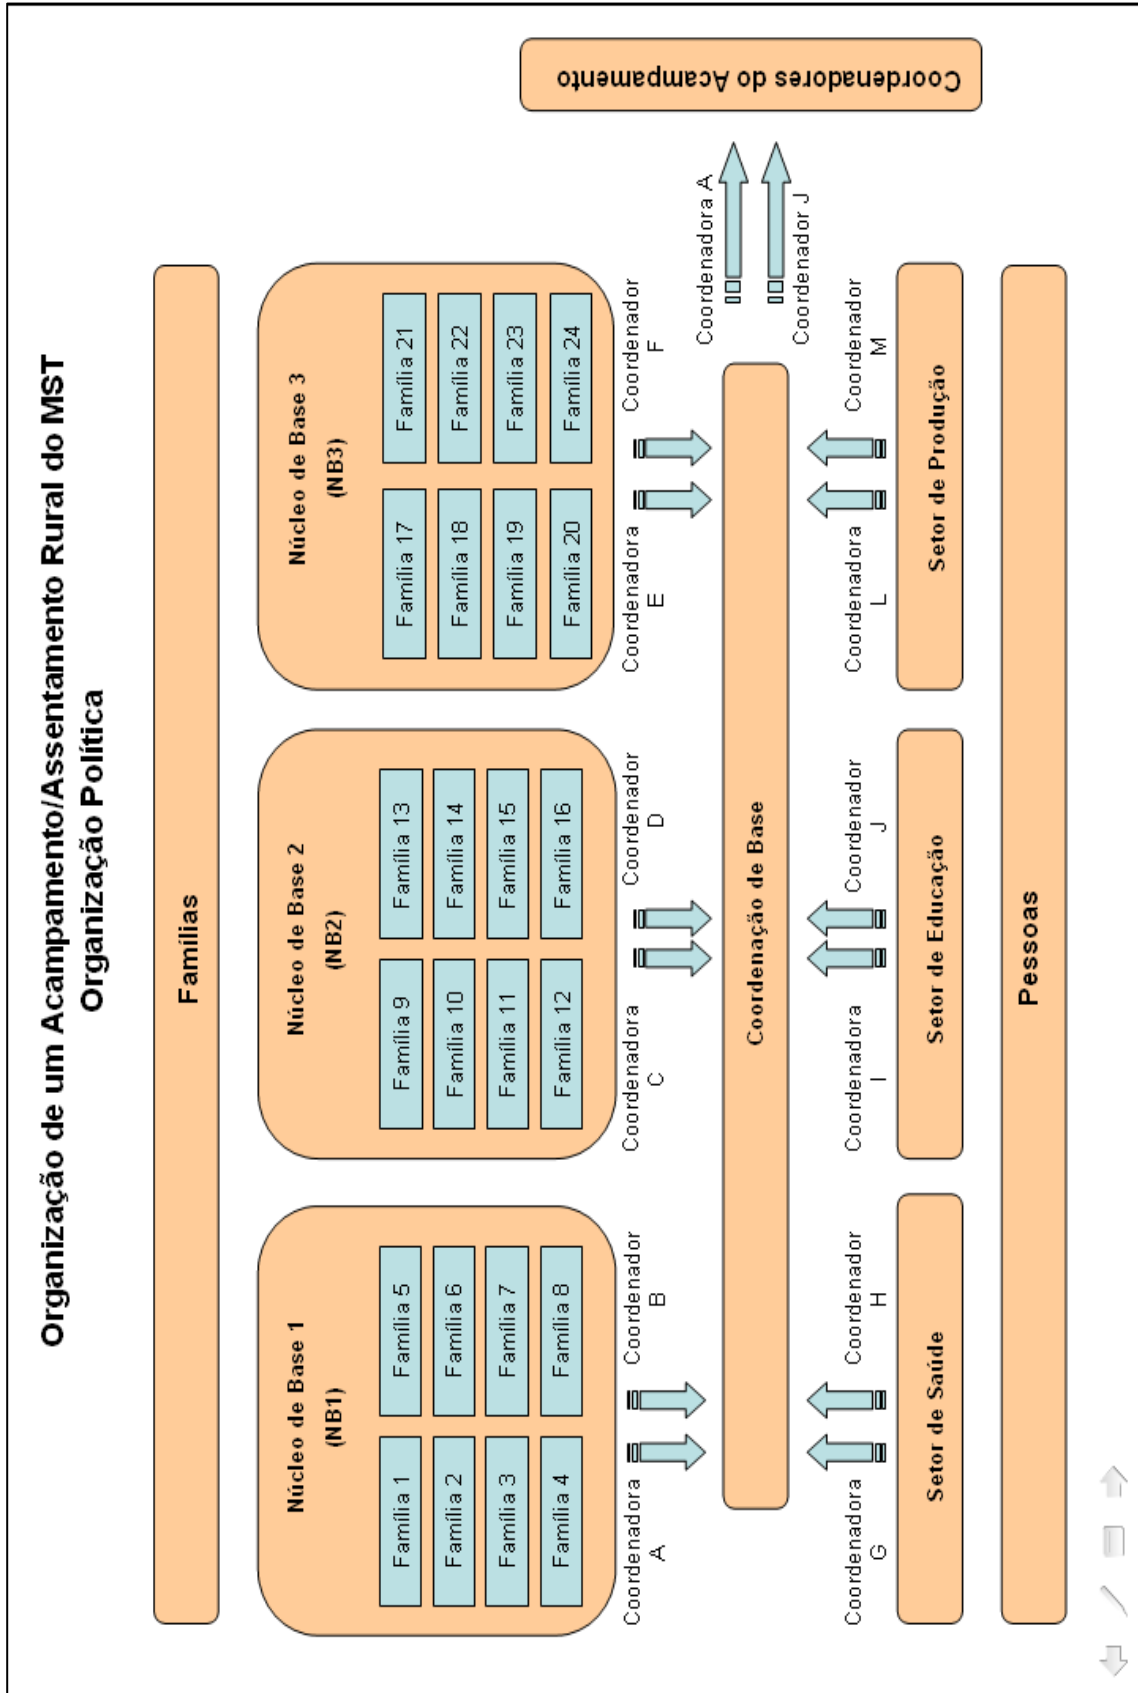 Organização de um Acampamento/Assentamento Rural do MST
Organização Política
Famílias
Núcleo de Base 1
(NB1)
Família 1
Família 5
Família 2
Família 6
Família 3
Família 7
Família 4
Família 8
Coordenadora
A
Coordenador
B
Núcleo de Base 2
(NB2)
Família 9
Família 13
Família 10
Família 14
Família 11
Família 15
Família 12
Família 16
Coordenadora
C
Coordenador
D
Núcleo de Base 3
(NB3)
Família 17
Família 21
Família 18
Família 22
Família 19
Família 23
Família 20
Família 24
Coordenadora
E
Coordenador
F
Coordenação de Base
Coordenadora A
Coordenador J
Coordenadores do Acampamento
Coordenadora
G
Coordenador
H
Setor de Saúde
Coordenadora
I
Coordenador
J
Setor de Educação
Coordenadora
L
Coordenador
M
Setor de Produção
Pessoas